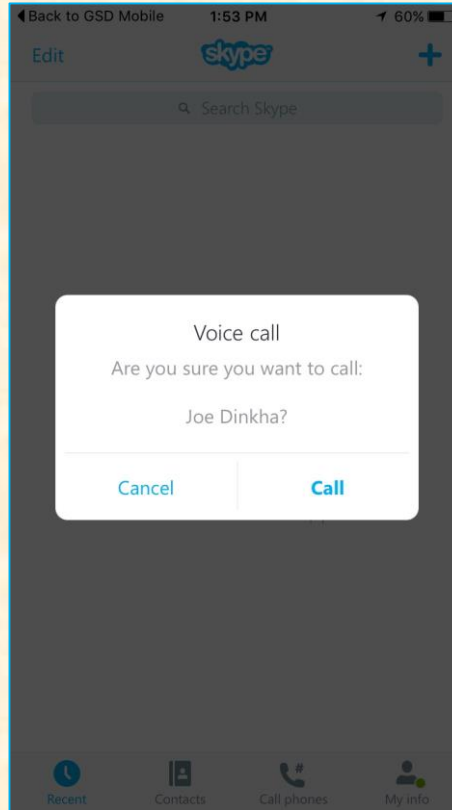 Back to GSD Mobile 1:53 PM 60%
Edit skype +
Search Skype
Voice call
Are you sure you want to call:
Joe Dinkha?
Cancel Call
Recent Contacts Call phones My info